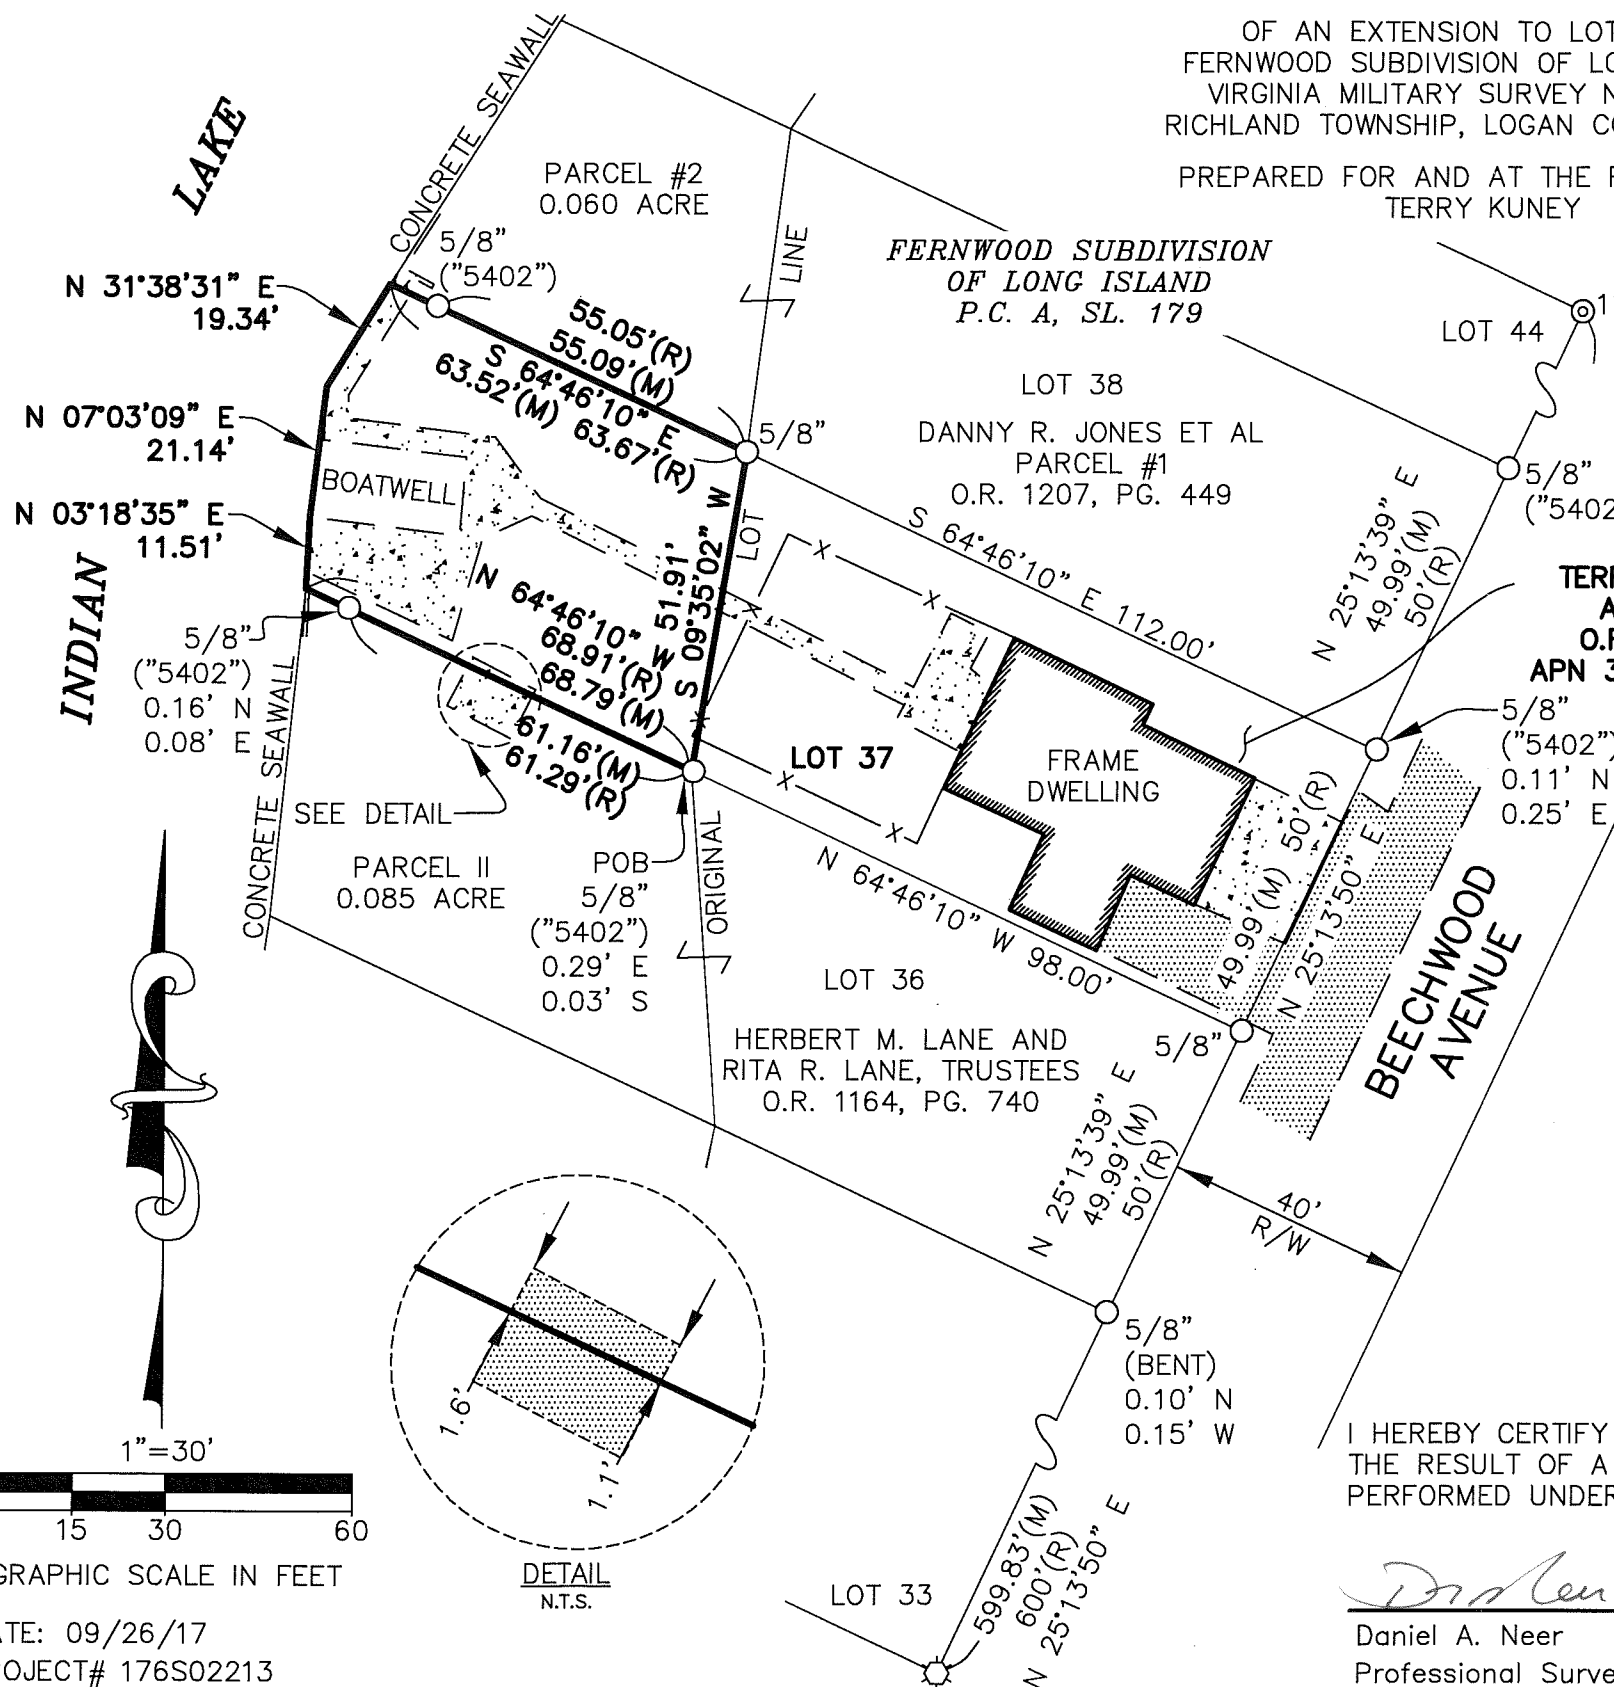 OF AN EXTENSION TO LOT
FERNWOOD SUBDIVISION OF
VIRGINIA MILITARY SURVEY
RICHLAND TOWNSHIP, LOGAN
PREPARED FOR AND AT THE
TERRY KUNEY
LAKE
CONCRETE SEAWALL
PARCEL #2
0.060 ACRE
5/8"
("5402")
LINE
FERNWOOD SUBDIVISION
OF LONG ISLAND
P.C. A, SL. 179
N 31°38'31" E
19.34'
55.05'(R)
55.09'(M)
S 64°46'10" E
63.52'(M) 63.67'(R)
LOT 44
1
LOT 38
DANNY R. JONES ET AL
PARCEL #1
O.R. 1207, PG. 449
N 07°03'09" E
21.14'
5/8"
BOATWELL
N 03°18'35" E
11.51'
S 64°46'10" E 112.00'
N 25°13'39" E
49.99'(M)
50'(R)
5/8"
("5402
INDIAN
LOT
S 09°35'02" W
51.91'
N 64°46'10" W
68.91'(R)
68.79'(M)
61.16'(M)
61.29'(R)
5/8"
("5402")
0.16' N
0.08' E
APN 3
5/8"
("5402")
0.11' N
0.25' E
X
X
X
X
X
X
LOT 37
FRAME
DWELLING
SEE DETAIL
CONCRETE SEAWALL
PARCEL II
0.085 ACRE
POB
5/8"
("5402")
0.29' E
0.03' S
ORIGINAL
N 64°46'10" W 98.00'
49.99'(M) 50'(R)
N 25°13'50" E
BEECHWOOD
AVENUE
LOT 36
HERBERT M. LANE AND
RITA R. LANE, TRUSTEES
O.R. 1164, PG. 740
5/8"
N 25°13'39" E
49.99'(M)
50'(R)
40'
R/W
5/8"
(BENT)
0.10' N
0.15' W
1.6'
1.1'
DETAIL
N.T.S.
1"=30'
15 30 60
GRAPHIC SCALE IN FEET
ATE: 09/26/17
OJECT# 176S02213
LOT 33
599.83'(M)
600'(R)
N 25°13'50" E
I HEREBY CERTIFY
THE RESULT OF A
PERFORMED UNDER
Daniel A. Neer
Professional Surve